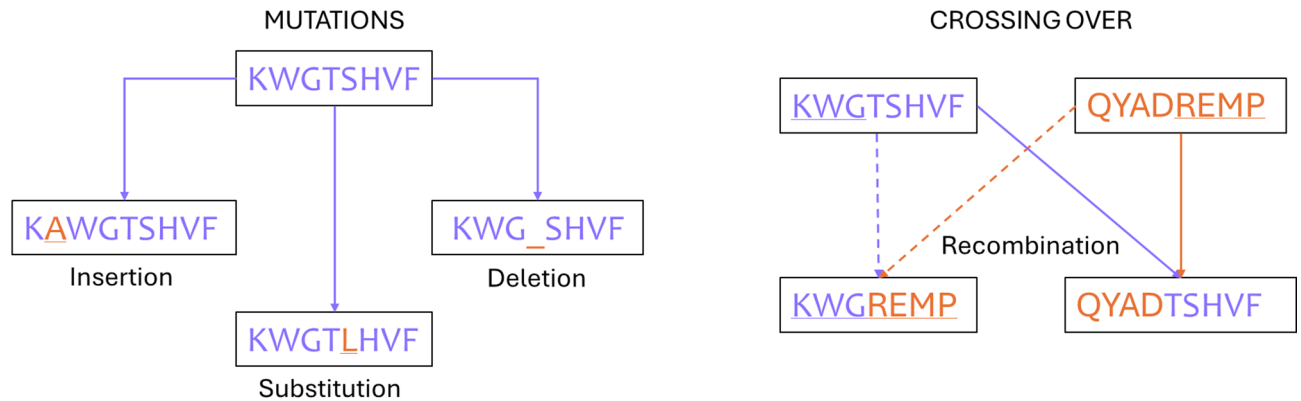 MUTATIONS
KWGTSHVF
KAWGTSHVF
Insertion
KWGTLHVF
Substitution
KWG_SHVF
Deletion
CROSSING OVER
KWGTSHVF
QYADREMP
Recombination
KWGREMP
QYADTSHVF